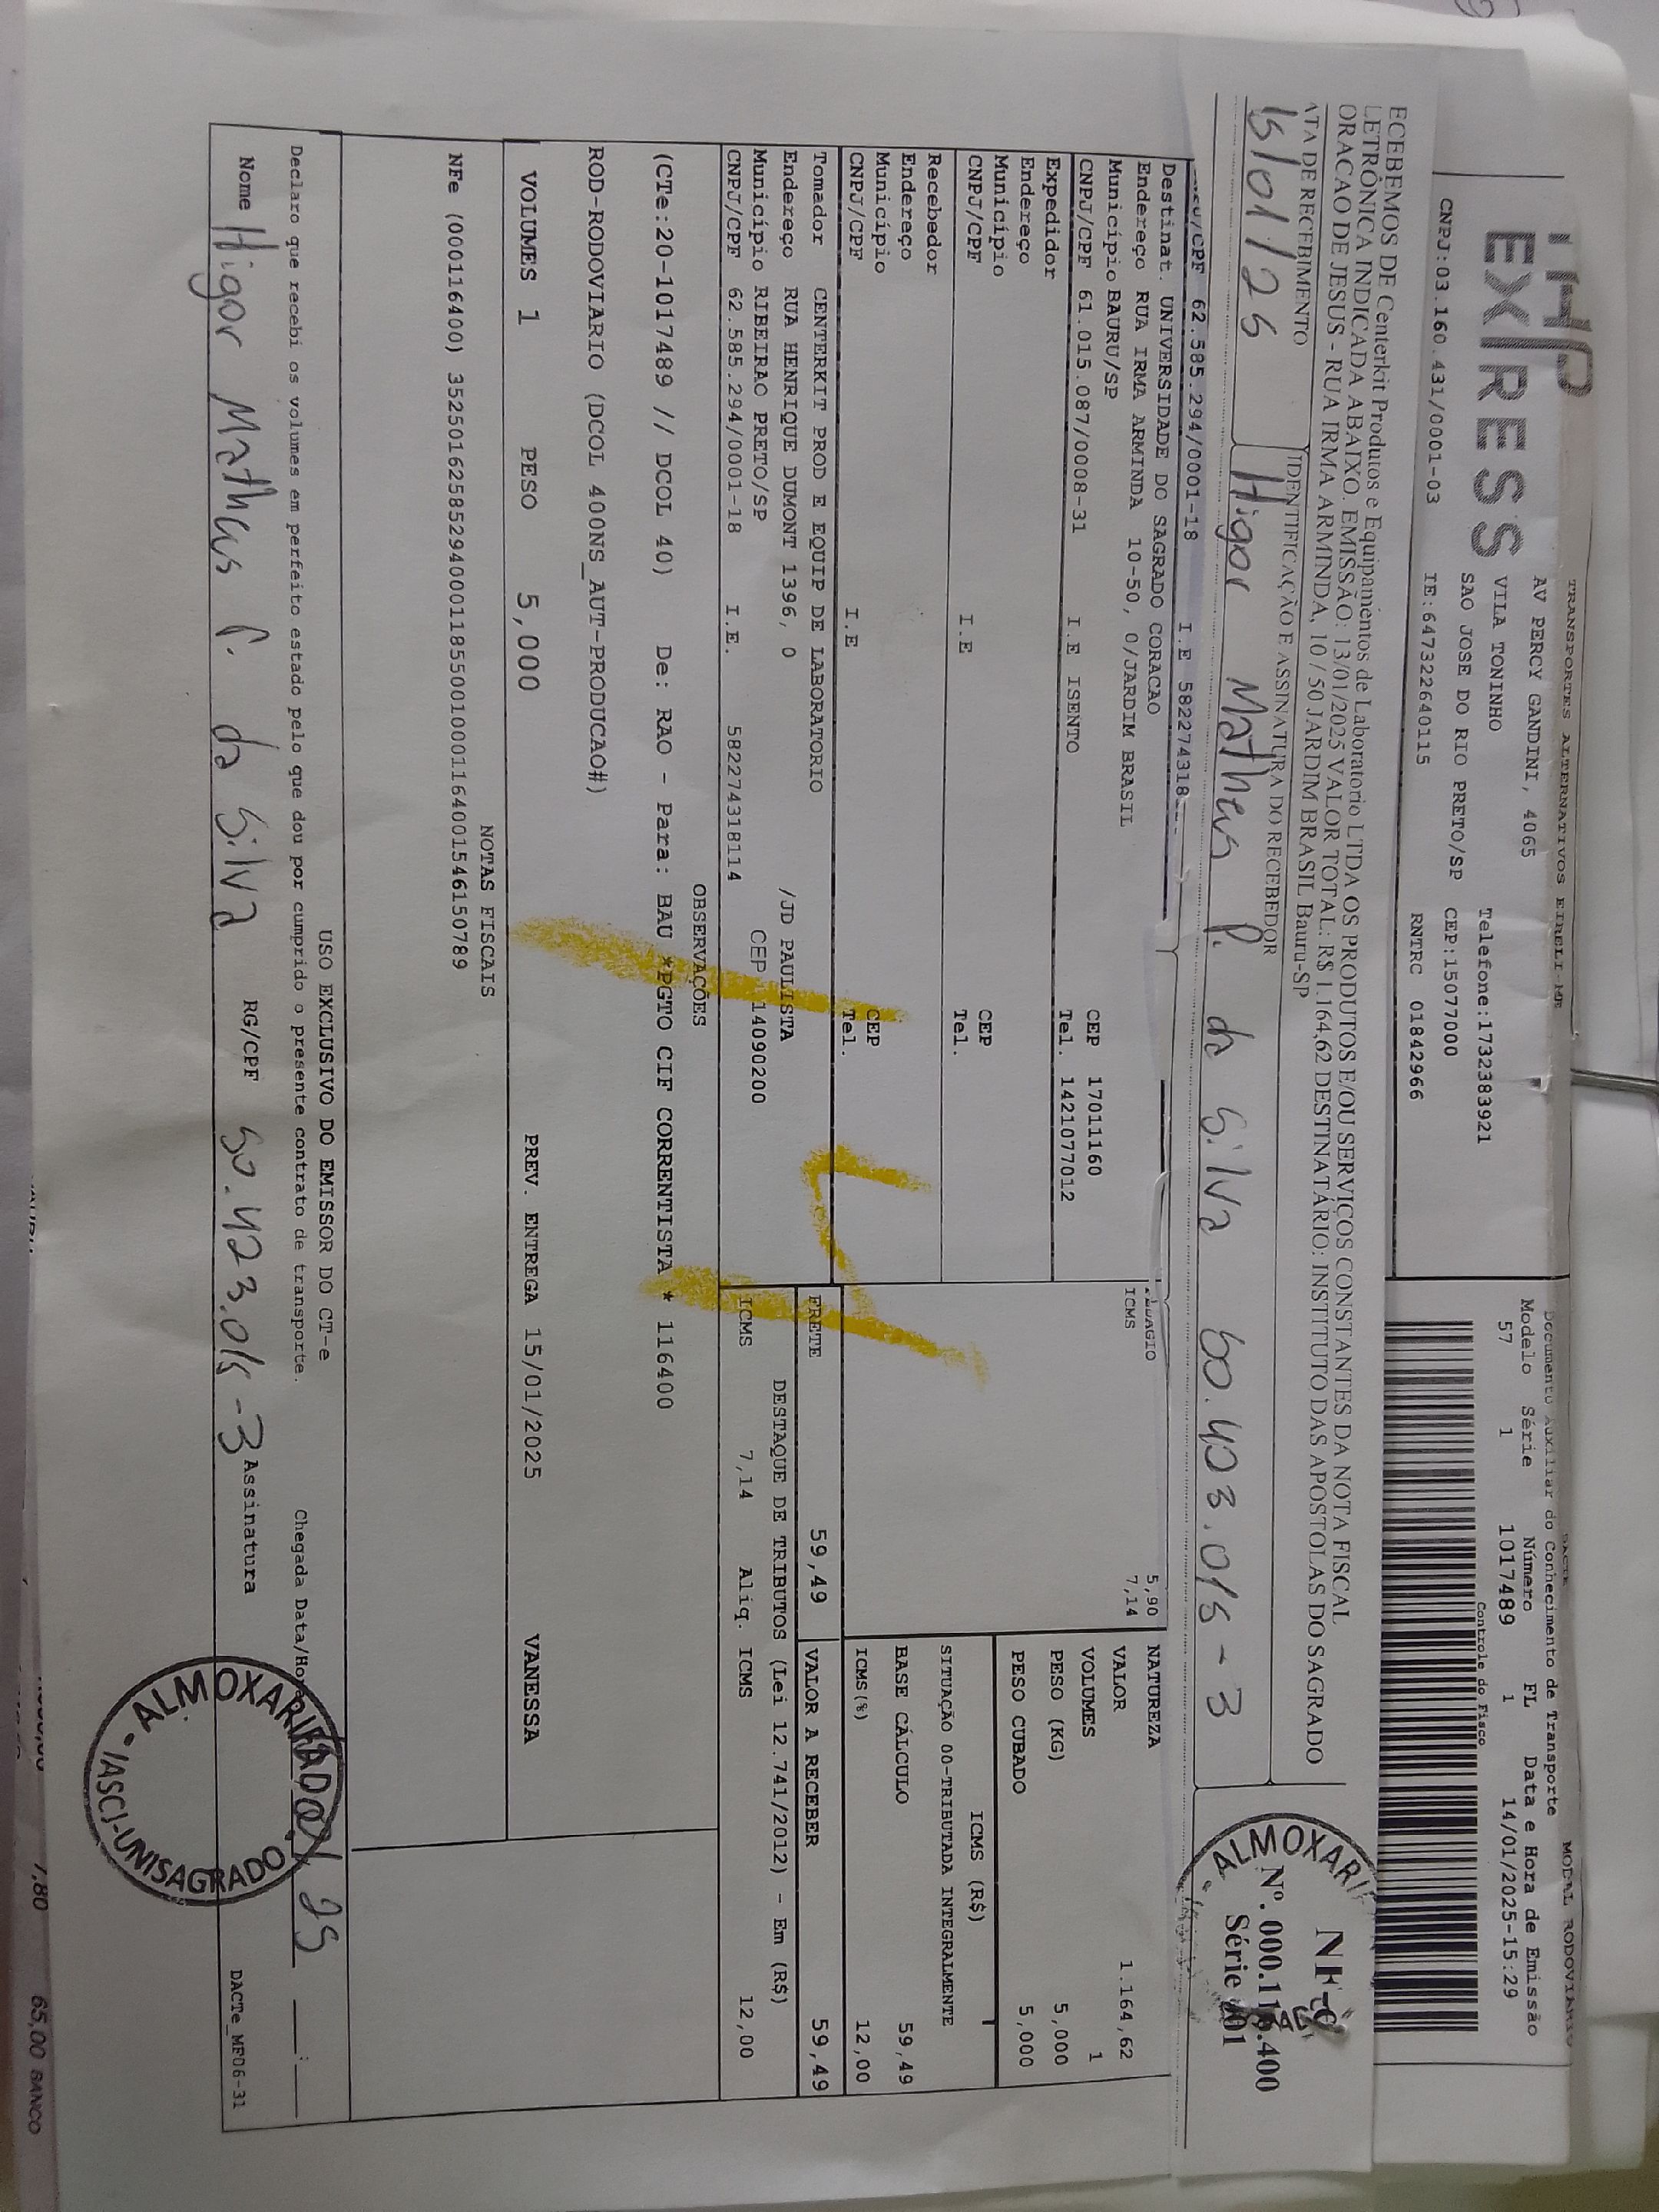 THP
EXPRESS
TRANSPORTES ALTERNATIVOS EIRELI-ME
AV PERCY GANDINI, 4065
VILA TONINHO
SAO JOSE DO RIO PRETO/SP
CNPJ:03.160.431/0001-03 IE:647322640115
Telefone:1732383921
CEP:15077000
RNTRC 01842966
DACTE
MODAL RODOVIARIO
Documento Auxiliar do Conhecimento de Transporte
Modelo Série Número FL Data e Hora de Emissão
57 1 1017489 1 14/01/2025-15:29
Controle do Fisco
ECEBEMOS DE Centerkit Produtos e Equipamentos de Laboratorio LTDA OS PRODUTOS E/OU SERVIÇOS CONSTANTES DA NOTA FISCAL
LETRÔNICA INDICADA ABAIXO. EMISSÃO: 13/01/2025 VALOR TOTAL: R$ 1.164,62 DESTINATÁRIO: INSTITUTO DAS APOSTOLAS DO SAGRADO
ORACAO DE JESUS - RUA IRMA ARMINDA, 10 / 50 JARDIM BRASIL Bauru-SP
ATA DE RECEBIMENTO IDENTIFICAÇÃO E ASSINATURA DO RECEBEDOR
15/01/25 Higor Matheus P. da Silva
NF-e
Série
ALMOXARIF
/CPF 62.585.294/0001-18 I.E 582274318
Destinat. UNIVERSIDADE DO SAGRADO CORACAO
Endereço RUA IRMA ARMINDA 10-50, 0/JARDIM BRASIL
Município BAURU/SP CEP 17011160
CNPJ/CPF 61.015.087/0008-31 I.E ISENTO Tel. 1421077012
Expedidor
Endereço
Município CEP
CNPJ/CPF I.E Tel.
Recebedor
Endereço
Município CEP
CNPJ/CPF I.E Tel.
5,90
ICMS 7,14
NATUREZA
VALOR 1.164,62
VOLUMES 1
PESO (KG) 5,000
PESO CUBADO 5,000
ICMS (R$)
SITUAÇÃO 00-TRIBUTADA INTEGRALMENTE
BASE CÁLCULO 59,49
ICMS(%) 12,00
Tomador CENTERKIT PROD E EQUIP DE LABORATORIO
Endereço RUA HENRIQUE DUMONT 1396, 0 /JD PAULISTA
Município RIBEIRAO PRETO/SP CEP 14090200
CNPJ/CPF 62.585.294/0001-18 I.E. 582274318114
FRETE 59,49 VALOR A RECEBER 59,49
DESTAQUE DE TRIBUTOS (Lei 12.741/2012) - Em (R$)
ICMS 7,14 Aliq. ICMS 12,00
OBSERVAÇÕES
(CTe:20-1017489 // DCOL 40) De: RAO - Para: BAU *PGTO CIF CORRENTISTA * 116400
ROD-RODOVIARIO (DCOL 400NS_AUT-PRODUCAO#)
VOLUMES 1 PESO 5,000 PREV. ENTREGA 15/01/2025 VANESSA
NOTAS FISCAIS
NFe (000116400) 35250162585294000118550010001164001546150789
USO EXCLUSIVO DO EMISSOR DO CT-e
Declaro que recebi os volumes em perfeito estado pelo que dou por cumprido o presente contrato de transporte.
Chegada Data/Ho 25
Nome Higor Matheus P. da Silva RG/CPF Assinatura
ALMOXARIFADO
IASCJ-UNISAGRADO
DACTe_MF06-31
7,80
65,00 BANCO